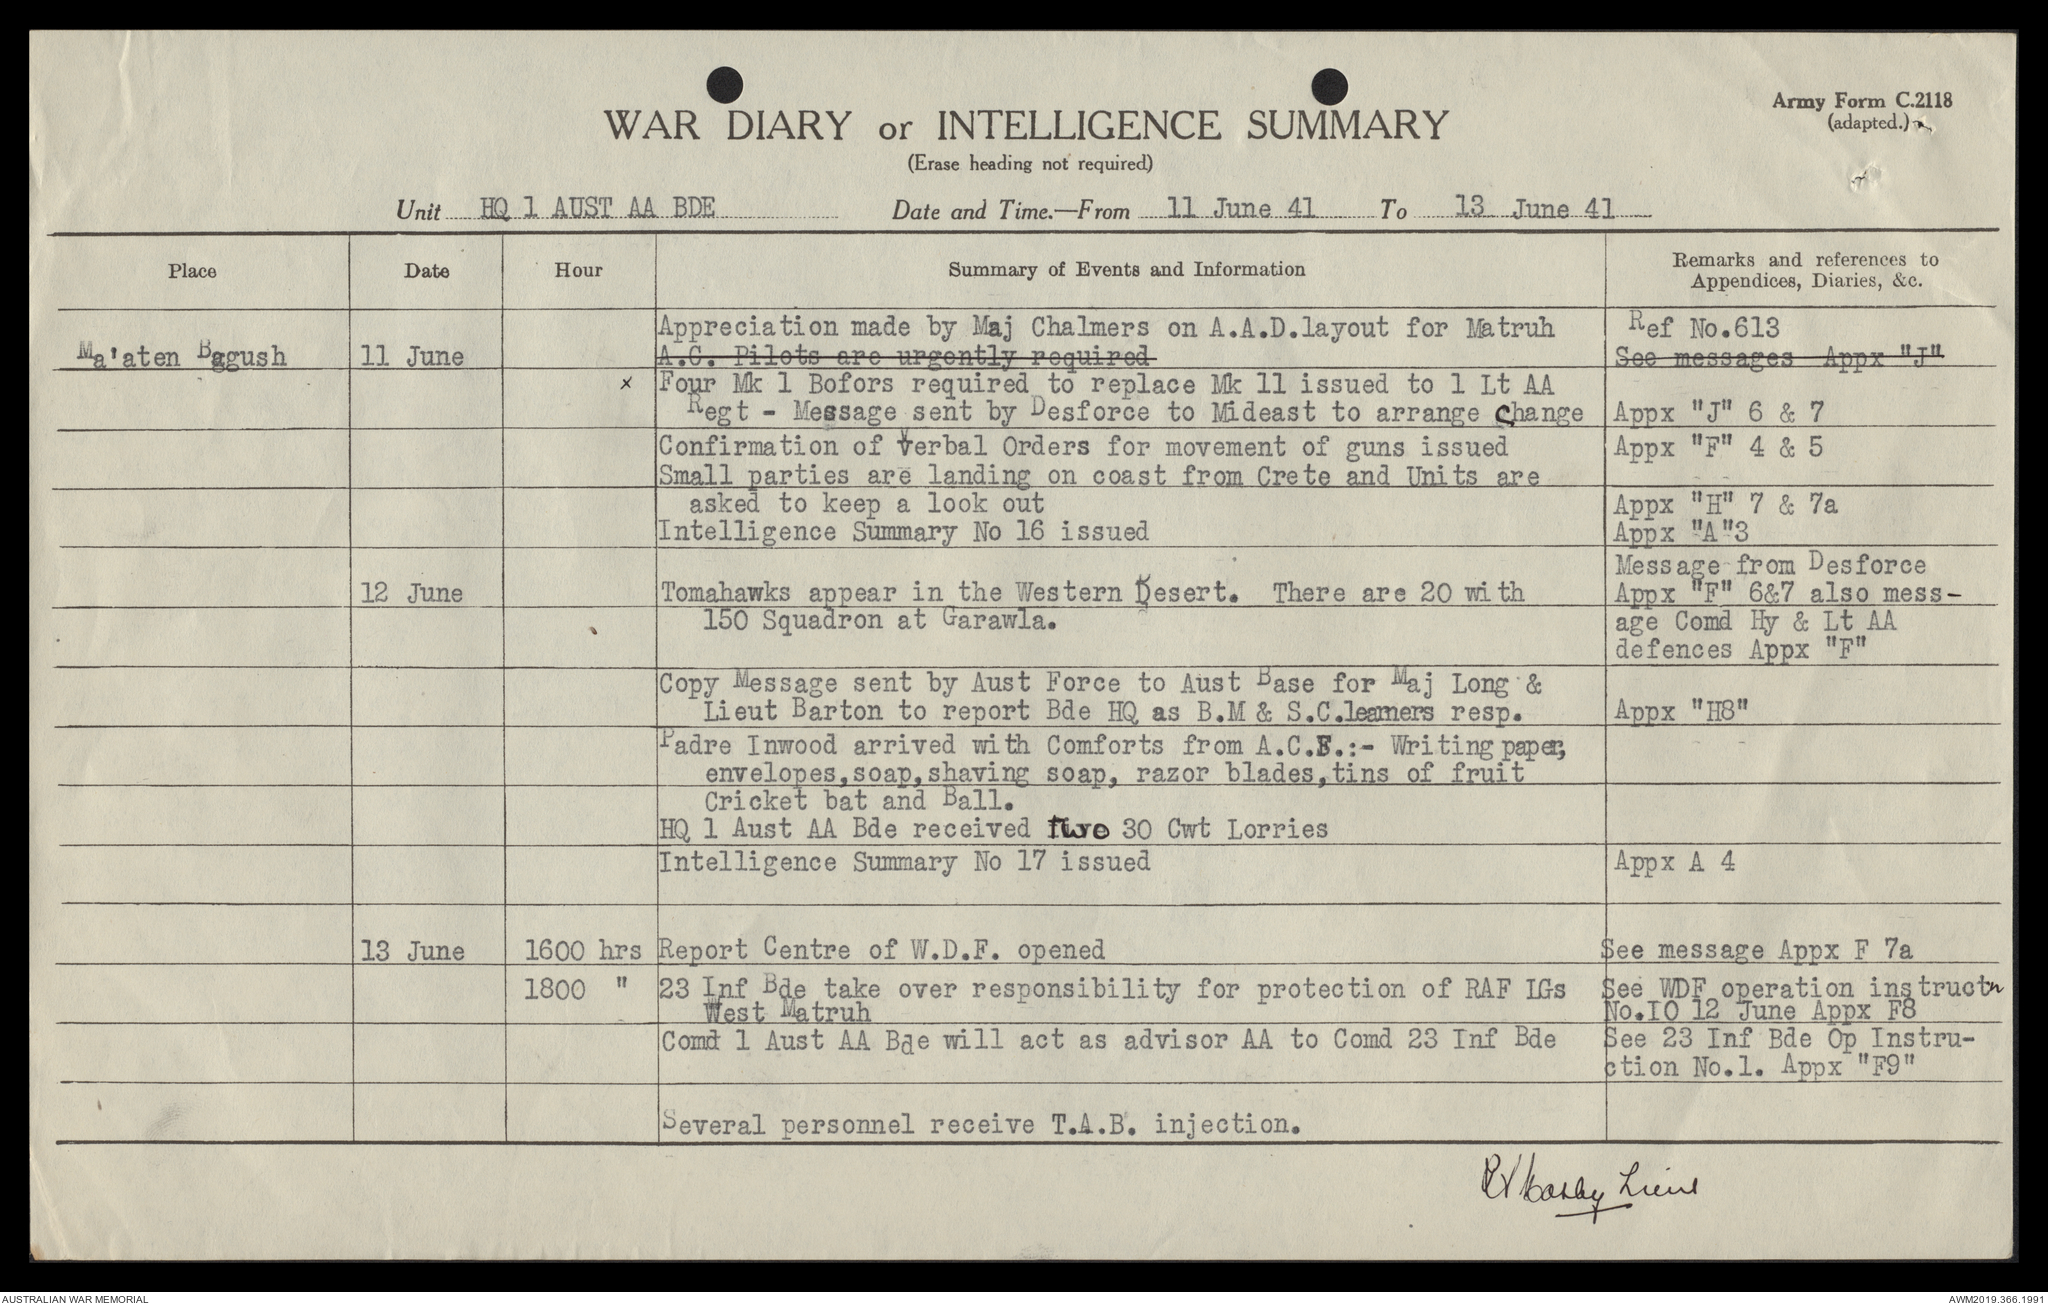 Army Form C.2118
(adapted.)
WAR DIARY or INTELLIGENCE SUMMARY
(Erase heading not required)
Unit HQ 1 AUST AA BDE Date and Time.—From 11 June 41 To 13 June 41
Place Date Hour Summary of Events and Information Remarks and references to
Appendices, Diaries, &c.
Appreciation made by Maj Chalmers on A.A.D.layout for Matruh Ref No.613
Ma'aten Bagush 11 June A.C. Pilots are urgently required See messages Appx "J"
x Four Mk 1 Bofors required to replace Mk 11 issued to 1 Lt AA
Regt - Message sent by Desforce to Mideast to arrange change Appx "J" 6 & 7
Confirmation of verbal Orders for movement of guns issued Appx "F" 4 & 5
Small parties are landing on coast from Crete and Units are
asked to keep a look out Appx "H" 7 & 7a
Intelligence Summary No 16 issued Appx "A"3
Message from Desforce
12 June Tomahawks appear in the Western Desert. There are 20 with Appx "F" 6&7 also mess-
150 Squadron at Garawla. age Comd Hy & Lt AA
defences Appx "F"
Copy Message sent by Aust Force to Aust Base for Maj Long &
Lieut Barton to report Bde HQ as B.M & S.C.learners resp. Appx "H8"
Padre Inwood arrived with Comforts from A.C.F.:- Writing paper,
envelopes,soap,shaving soap, razor blades,tins of fruit
Cricket bat and Ball.
HQ 1 Aust AA Bde received two 30 Cwt Lorries
Intelligence Summary No 17 issued Appx A 4
13 June 1600 hrs Report Centre of W.D.F. opened See message Appx F 7a
1800 " 23 Inf Bde take over responsibility for protection of RAF LGs See WDF operation instructn
West Matruh No.10 12 June Appx F8
Comd 1 Aust AA Bde will act as advisor AA to Comd 23 Inf Bde See 23 Inf Bde Op Instru-
ction No.1. Appx "F9"
Several personnel receive T.A.B. injection.
Lieut
AUSTRALIAN WAR MEMORIAL AWM2019.366.1991